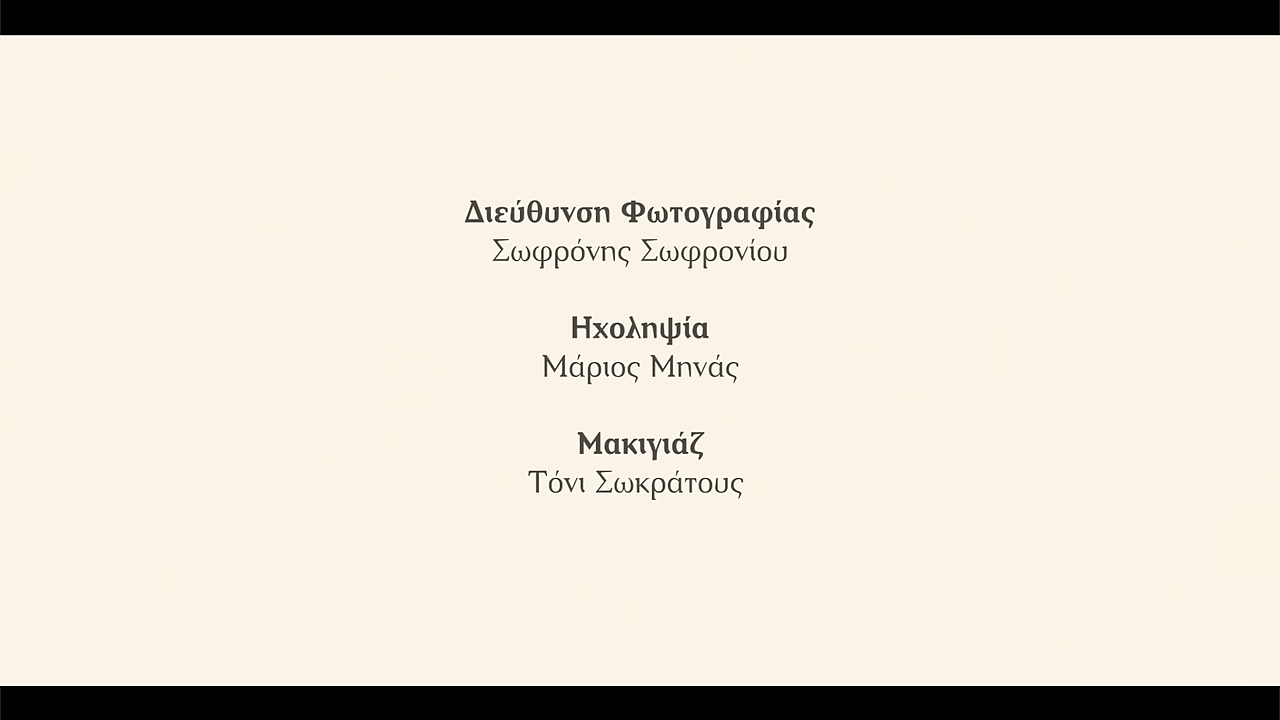 Διεύθυνση Φωτογραφίας
Σωφρόνης Σωφρονίου
Ηχοληψία
Μάριος Μηνάς
Μακιγιάζ
Τόνι Σωκράτους